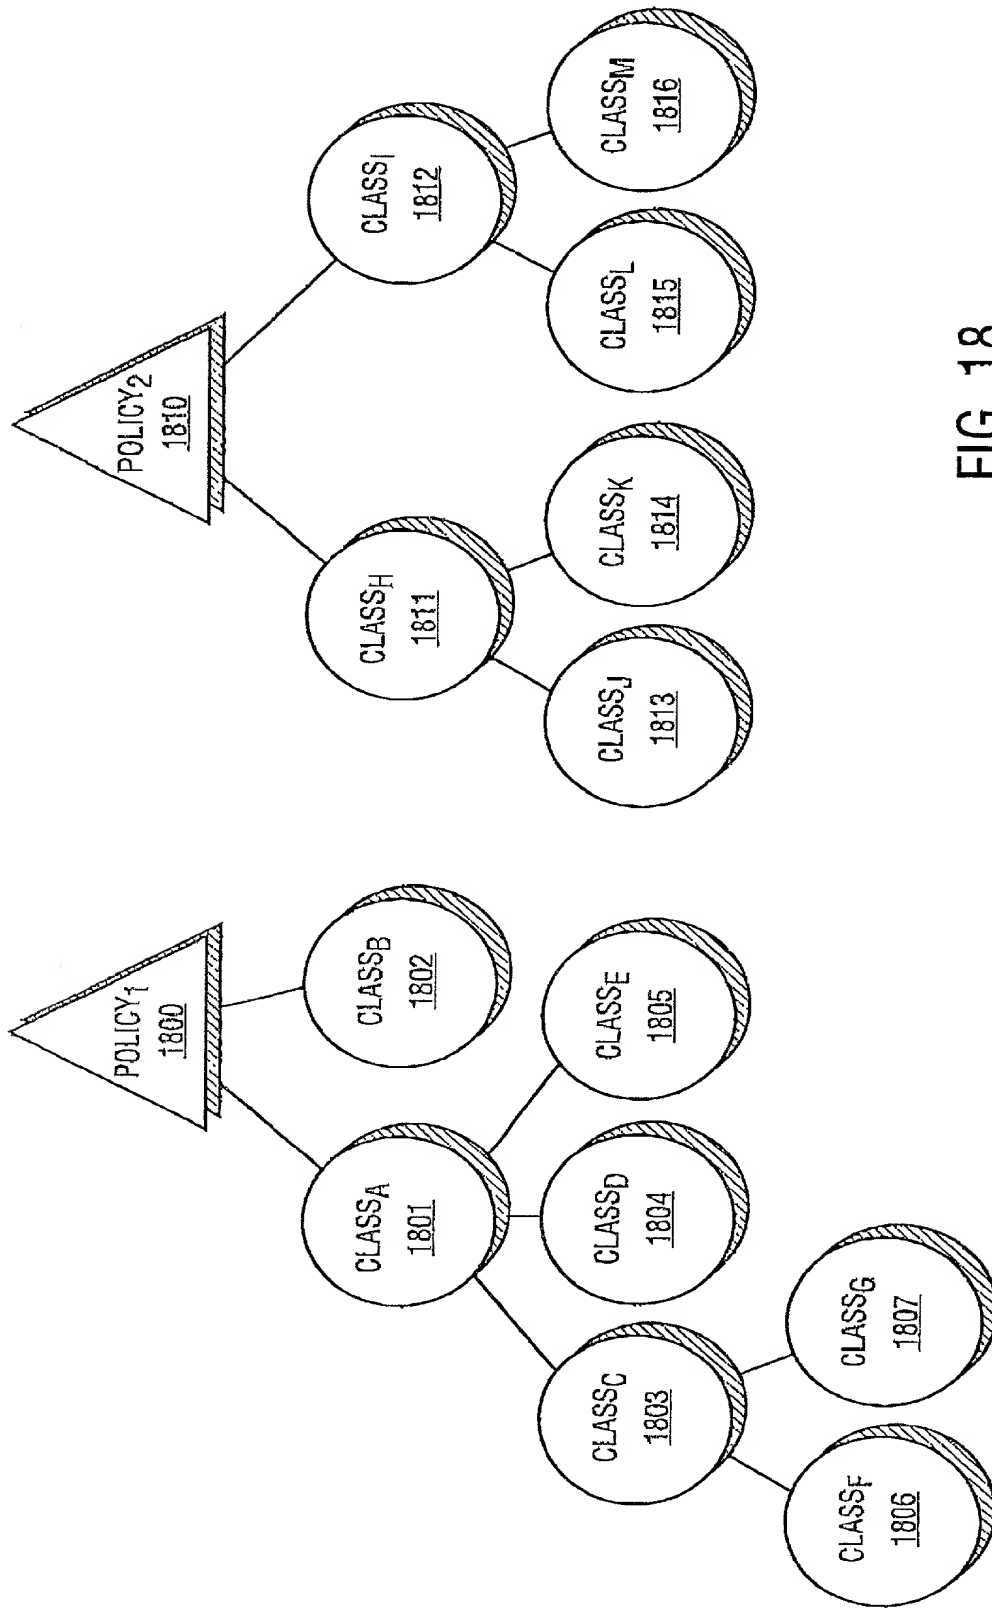 POLICY1
1800
CLASSA
1801
CLASSB
1802
CLASSC
1803
CLASSD
1804
CLASSE
1805
CLASSF
1806
CLASSG
1807
POLICY2
1810
CLASSH
1811
CLASSI
1812
CLASSJ
1813
CLASSK
1814
CLASSL
1815
CLASSM
1816
FIG. 18